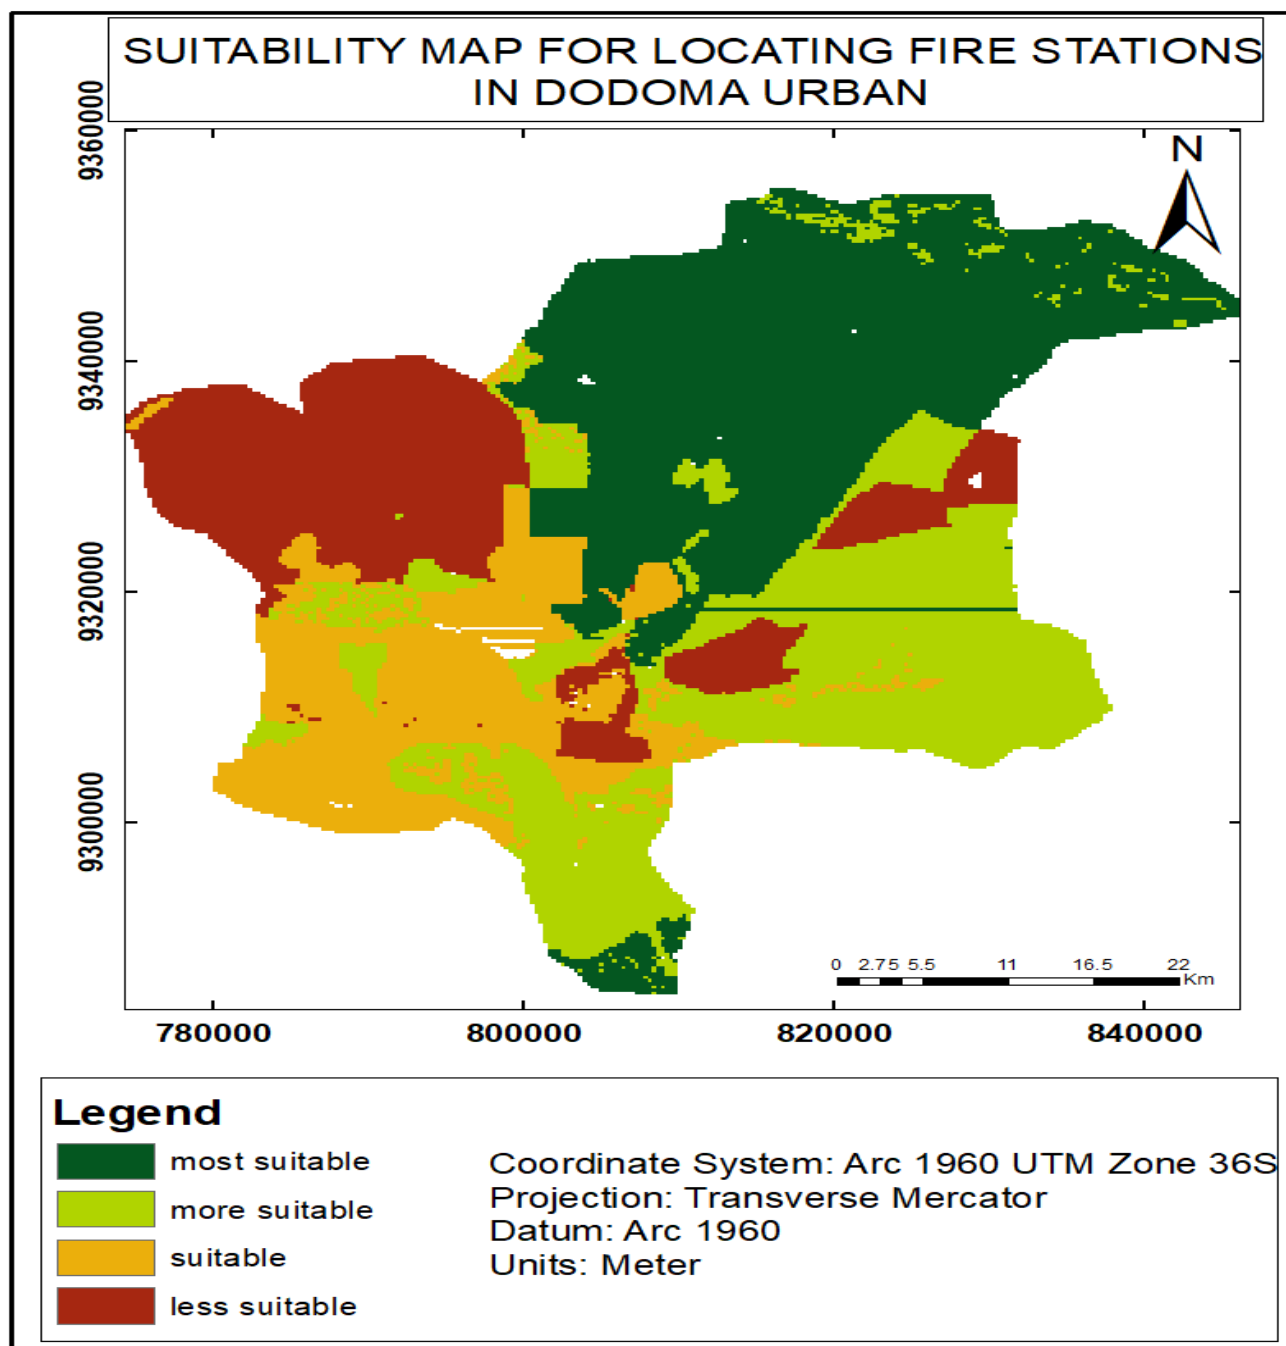 SUITABILITY MAP FOR LOCATING FIRE STATIONS
IN DODOMA URBAN
N
9360000
9340000
9320000
9300000
0 2.75 5.5 11 16.5 22
Km
780000 800000 820000 840000
Legend
most suitable
more suitable
suitable
less suitable
Coordinate System: Arc 1960 UTM Zone 36S
Projection: Transverse Mercator
Datum: Arc 1960
Units: Meter